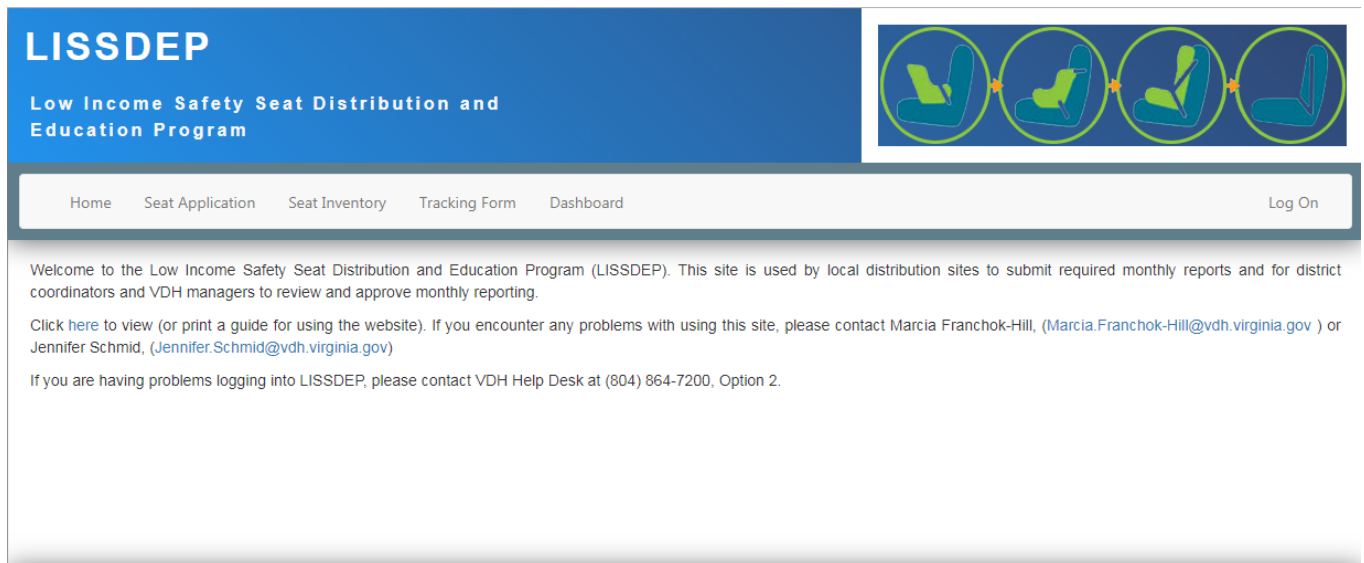 LISSDEP
Low Income Safety Seat Distribution and
Education Program
Home Seat Application Seat Inventory Tracking Form Dashboard Log On
Welcome to the Low Income Safety Seat Distribution and Education Program (LISSDEP). This site is used by local distribution sites to submit required monthly reports and for district
coordinators and VDH managers to review and approve monthly reporting.
Click here to view (or print a guide for using the website). If you encounter any problems with using this site, please contact Marcia Franchok-Hill, (Marcia.Franchok-Hill@vdh.virginia.gov ) or
Jennifer Schmid, (Jennifer.Schmid@vdh.virginia.gov)
If you are having problems logging into LISSDEP, please contact VDH Help Desk at (804) 864-7200, Option 2.